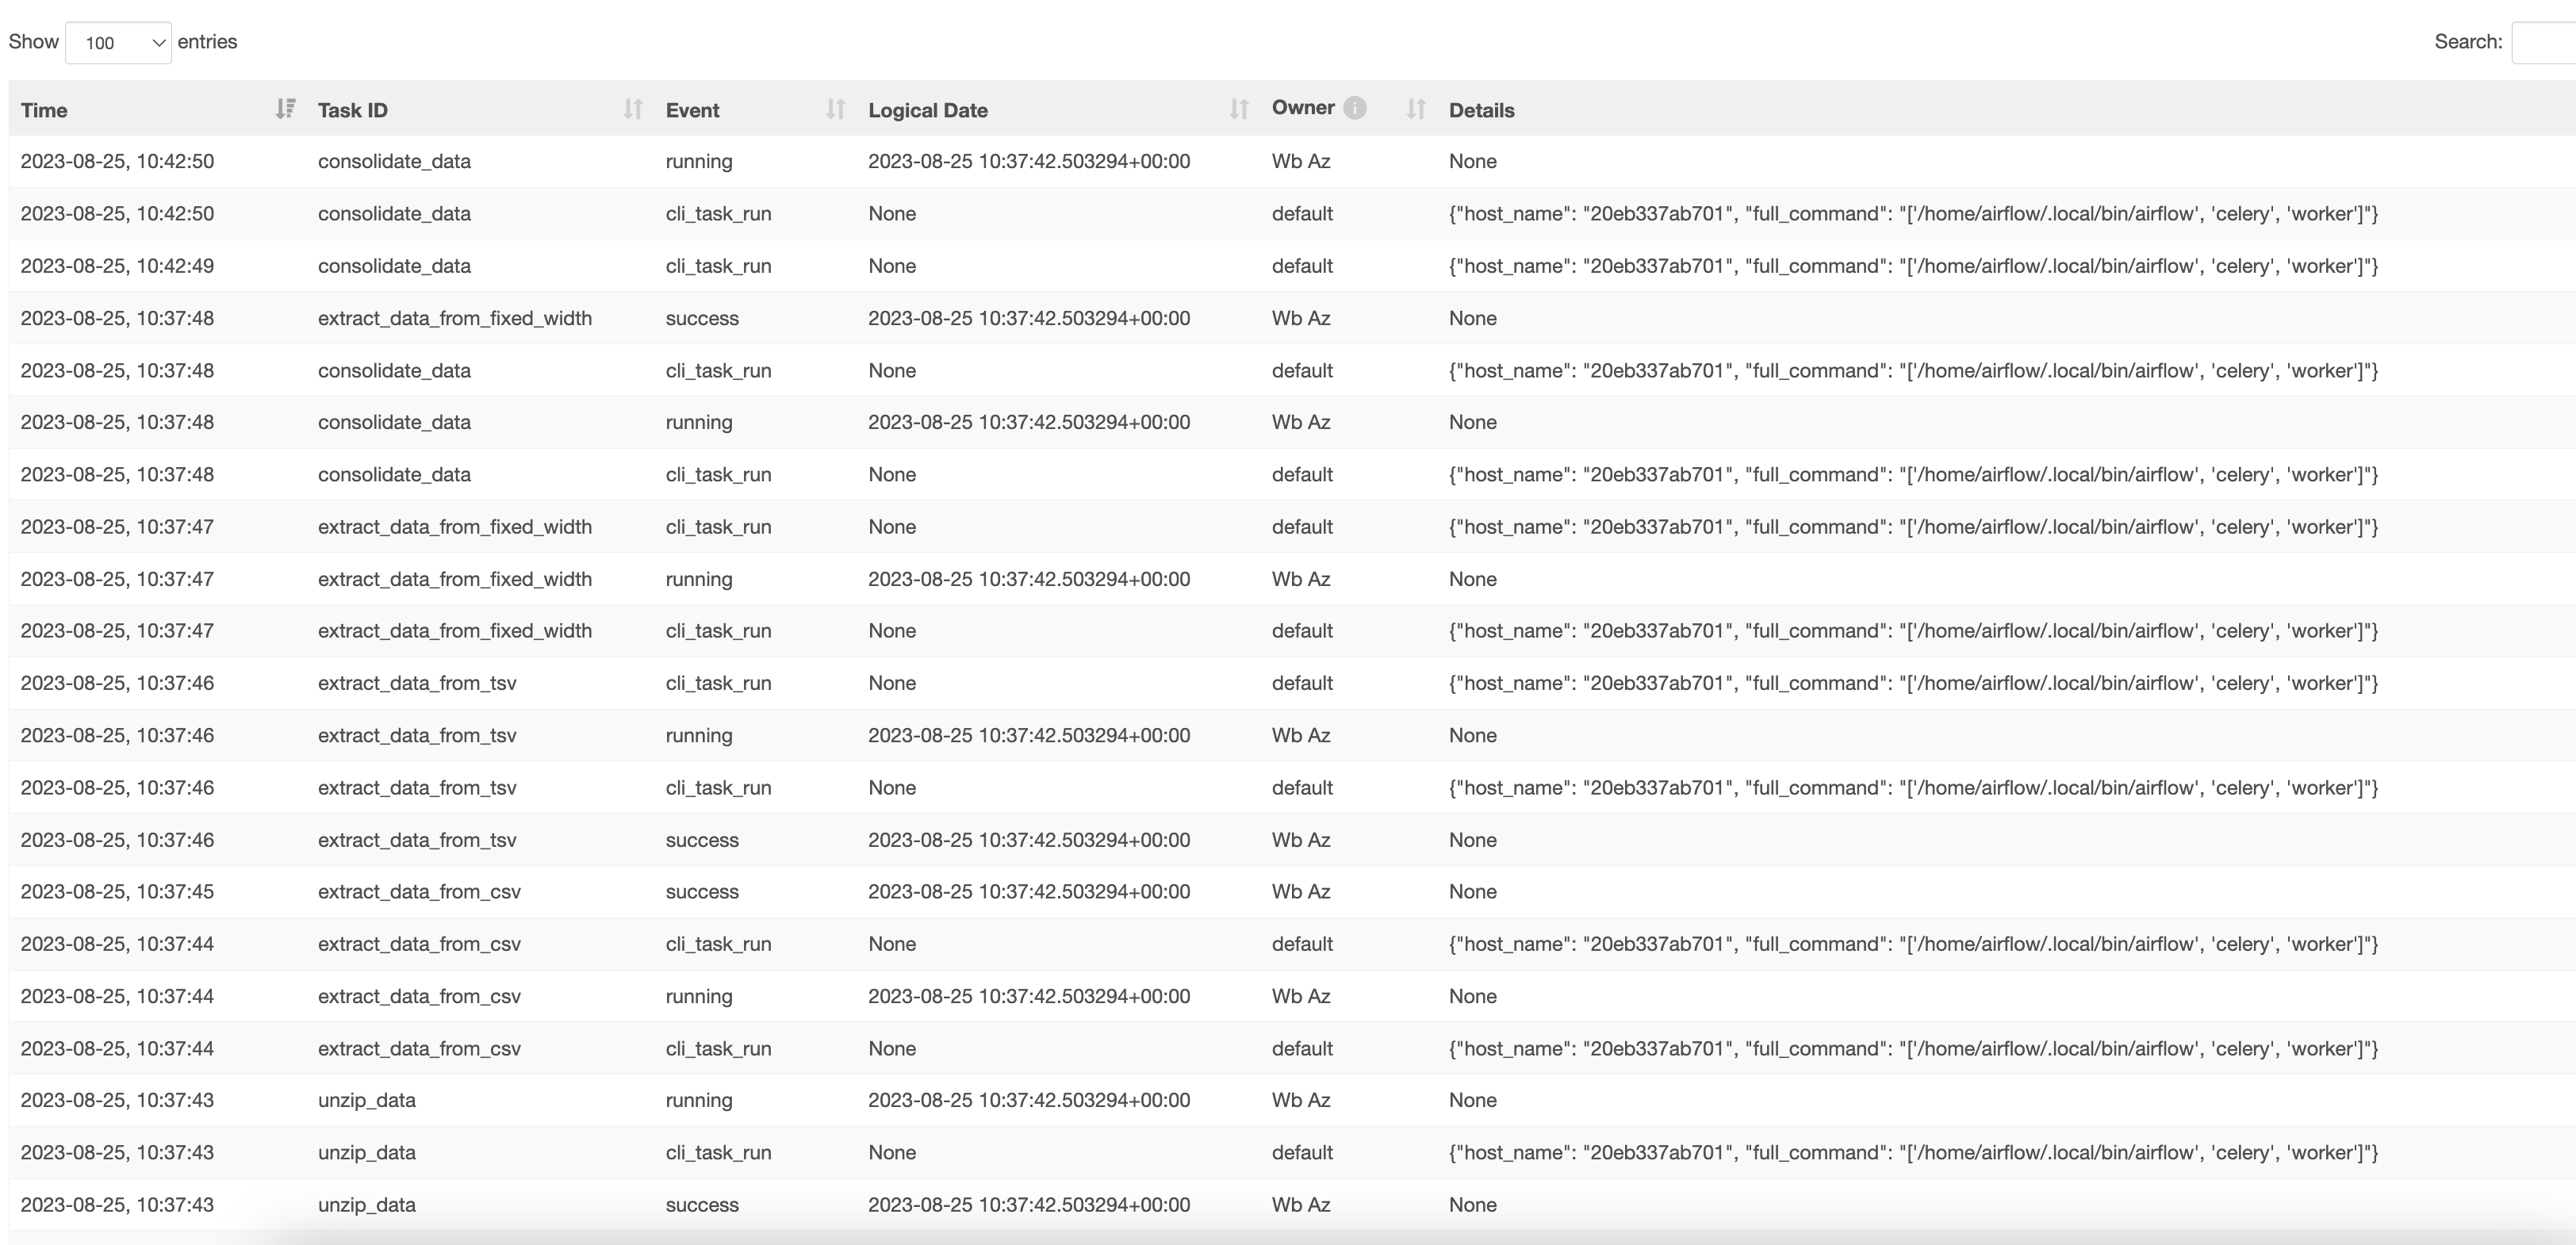 Show 100 entries Search:
Time Task ID Event Logical Date Owner Details
2023-08-25, 10:42:50 consolidate_data running 2023-08-25 10:37:42.503294+00:00 Wb Az None
2023-08-25, 10:42:50 consolidate_data cli_task_run None default {"host_name": "20eb337ab701", "full_command": "['/home/airflow/.local/bin/airflow', 'celery', 'worker']"}
2023-08-25, 10:42:49 consolidate_data cli_task_run None default {"host_name": "20eb337ab701", "full_command": "['/home/airflow/.local/bin/airflow', 'celery', 'worker']"}
2023-08-25, 10:37:48 extract_data_from_fixed_width success 2023-08-25 10:37:42.503294+00:00 Wb Az None
2023-08-25, 10:37:48 consolidate_data cli_task_run None default {"host_name": "20eb337ab701", "full_command": "['/home/airflow/.local/bin/airflow', 'celery', 'worker']"}
2023-08-25, 10:37:48 consolidate_data running 2023-08-25 10:37:42.503294+00:00 Wb Az None
2023-08-25, 10:37:48 consolidate_data cli_task_run None default {"host_name": "20eb337ab701", "full_command": "['/home/airflow/.local/bin/airflow', 'celery', 'worker']"}
2023-08-25, 10:37:47 extract_data_from_fixed_width cli_task_run None default {"host_name": "20eb337ab701", "full_command": "['/home/airflow/.local/bin/airflow', 'celery', 'worker']"}
2023-08-25, 10:37:47 extract_data_from_fixed_width running 2023-08-25 10:37:42.503294+00:00 Wb Az None
2023-08-25, 10:37:47 extract_data_from_fixed_width cli_task_run None default {"host_name": "20eb337ab701", "full_command": "['/home/airflow/.local/bin/airflow', 'celery', 'worker']"}
2023-08-25, 10:37:46 extract_data_from_tsv cli_task_run None default {"host_name": "20eb337ab701", "full_command": "['/home/airflow/.local/bin/airflow', 'celery', 'worker']"}
2023-08-25, 10:37:46 extract_data_from_tsv running 2023-08-25 10:37:42.503294+00:00 Wb Az None
2023-08-25, 10:37:46 extract_data_from_tsv cli_task_run None default {"host_name": "20eb337ab701", "full_command": "['/home/airflow/.local/bin/airflow', 'celery', 'worker']"}
2023-08-25, 10:37:46 extract_data_from_tsv success 2023-08-25 10:37:42.503294+00:00 Wb Az None
2023-08-25, 10:37:45 extract_data_from_csv success 2023-08-25 10:37:42.503294+00:00 Wb Az None
2023-08-25, 10:37:44 extract_data_from_csv cli_task_run None default {"host_name": "20eb337ab701", "full_command": "['/home/airflow/.local/bin/airflow', 'celery', 'worker']"}
2023-08-25, 10:37:44 extract_data_from_csv running 2023-08-25 10:37:42.503294+00:00 Wb Az None
2023-08-25, 10:37:44 extract_data_from_csv cli_task_run None default {"host_name": "20eb337ab701", "full_command": "['/home/airflow/.local/bin/airflow', 'celery', 'worker']"}
2023-08-25, 10:37:43 unzip_data running 2023-08-25 10:37:42.503294+00:00 Wb Az None
2023-08-25, 10:37:43 unzip_data cli_task_run None default {"host_name": "20eb337ab701", "full_command": "['/home/airflow/.local/bin/airflow', 'celery', 'worker']"}
2023-08-25, 10:37:43 unzip_data success 2023-08-25 10:37:42.503294+00:00 Wb Az None